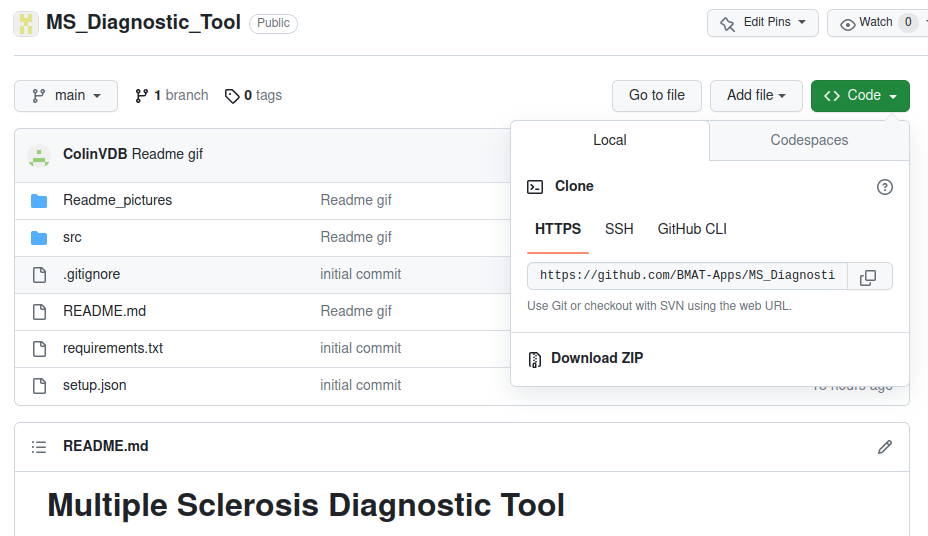 MS_Diagnostic_Tool Public Edit Pins Watch 0
main 1 branch 0 tags Go to file Add file Code
Local Codespaces
ColinVDB Readme gif
Clone
Readme_pictures Readme gif
HTTPS SSH GitHub CLI
src Readme gif
.gitignore initial commit
https://github.com/BMAT-Apps/MS_Diagnosti
README.md Readme gif
Use Git or checkout with SVN using the web URL.
requirements.txt initial commit
Download ZIP
setup.json initial commit
hours ago
README.md
Multiple Sclerosis Diagnostic Tool